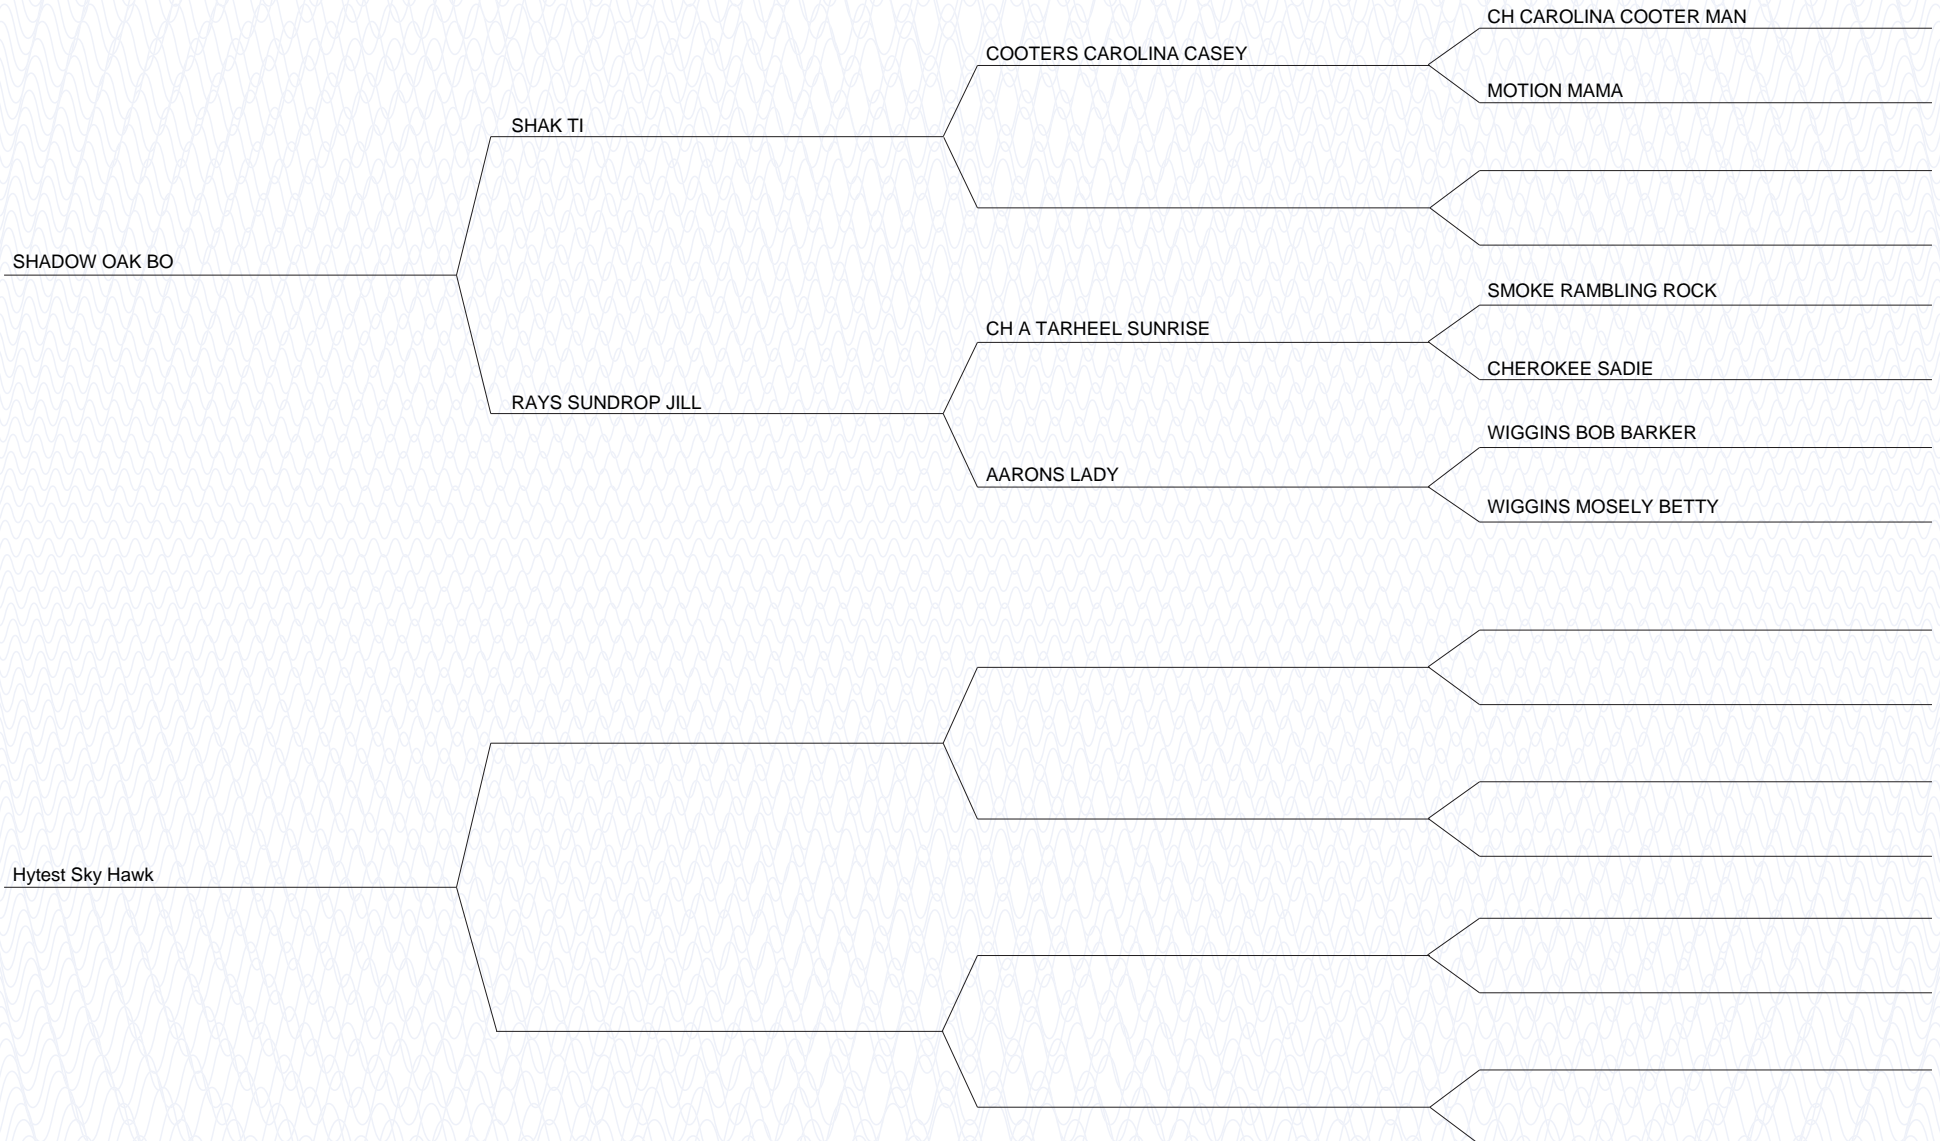 CH CAROLINA COOTER MAN
COOTERS CAROLINA CASEY
MOTION MAMA
SHAK TI
SHADOW OAK BO
SMOKE RAMBLING ROCK
CH A TARHEEL SUNRISE
CHEROKEE SADIE
RAYS SUNDROP JILL
WIGGINS BOB BARKER
AARONS LADY
WIGGINS MOSELY BETTY
Hytest Sky Hawk